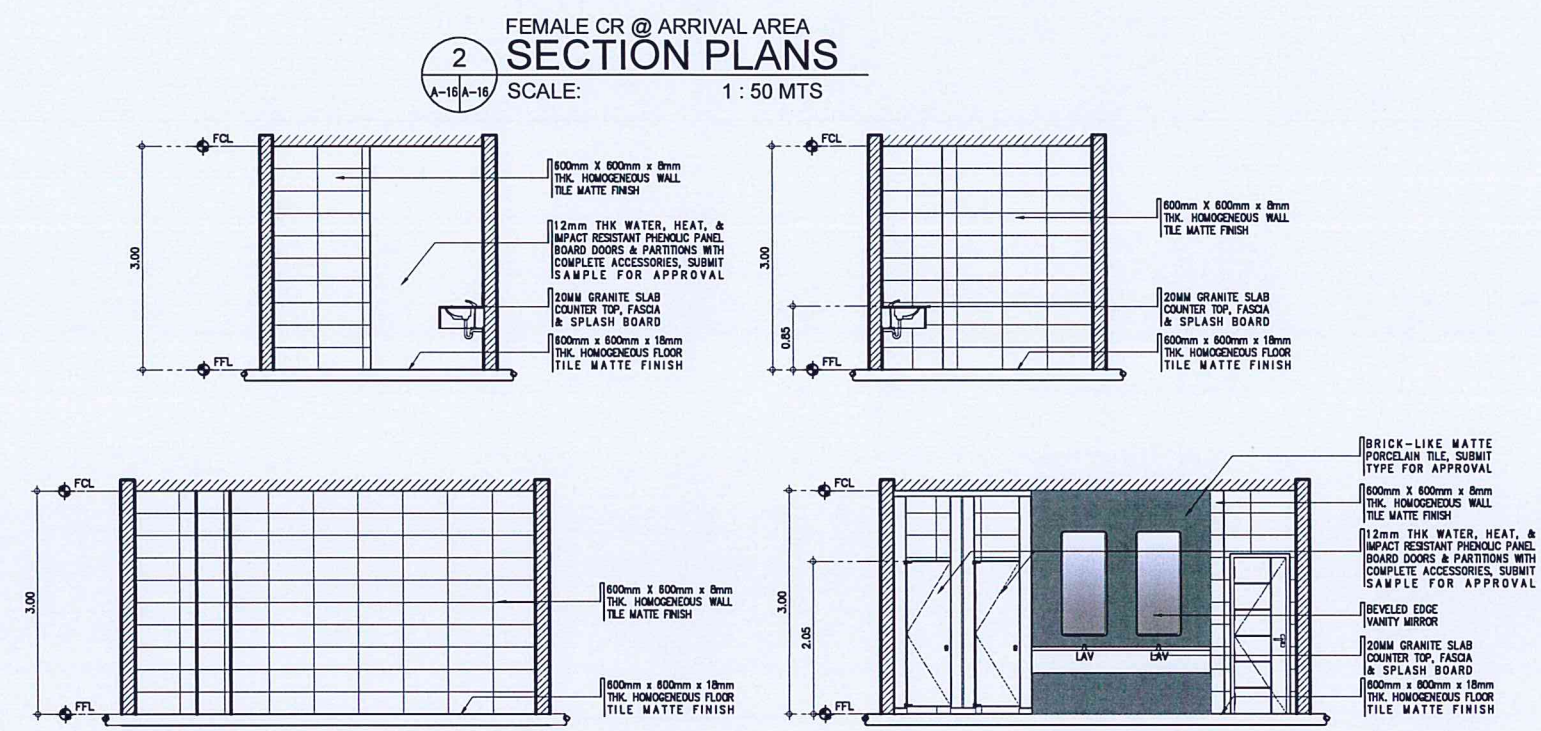 FEMALE CR @ ARRIVAL AREA
2
SECTION PLANS
A-16 A-16
SCALE: 1 : 50 MTS
FCL
3.00
FFL
600mm X 600mm x 8mm
THK. HOMOGENEOUS WALL
TILE MATTE FINISH
12mm THK WATER, HEAT, &
IMPACT RESISTANT PHENOLIC PANEL
BOARD DOORS & PARTITIONS WITH
COMPLETE ACCESSORIES, SUBMIT
SAMPLE FOR APPROVAL
20MM GRANITE SLAB
COUNTER TOP, FASCIA
& SPLASH BOARD
600mm x 600mm x 18mm
THK. HOMOGENEOUS FLOOR
TILE MATTE FINISH
FCL
3.00
0.85
FFL
600mm X 600mm x 8mm
THK. HOMOGENEOUS WALL
TILE MATTE FINISH
20MM GRANITE SLAB
COUNTER TOP, FASCIA
& SPLASH BOARD
600mm x 600mm x 18mm
THK. HOMOGENEOUS FLOOR
TILE MATTE FINISH
FCL
3.00
FFL
600mm X 600mm x 8mm
THK. HOMOGENEOUS WALL
TILE MATTE FINISH
600mm x 600mm x 18mm
THK. HOMOGENEOUS FLOOR
TILE MATTE FINISH
FCL
3.00
2.05
FFL
LAV LAV
BRICK-LIKE MATTE
PORCELAIN TILE, SUBMIT
TYPE FOR APPROVAL
600mm X 600mm x 8mm
THK. HOMOGENEOUS WALL
TILE MATTE FINISH
12mm THK WATER, HEAT, &
IMPACT RESISTANT PHENOLIC PANEL
BOARD DOORS & PARTITIONS WITH
COMPLETE ACCESSORIES, SUBMIT
SAMPLE FOR APPROVAL
BEVELED EDGE
VANITY MIRROR
20MM GRANITE SLAB
COUNTER TOP, FASCIA
& SPLASH BOARD
600mm x 600mm x 18mm
THK. HOMOGENEOUS FLOOR
TILE MATTE FINISH